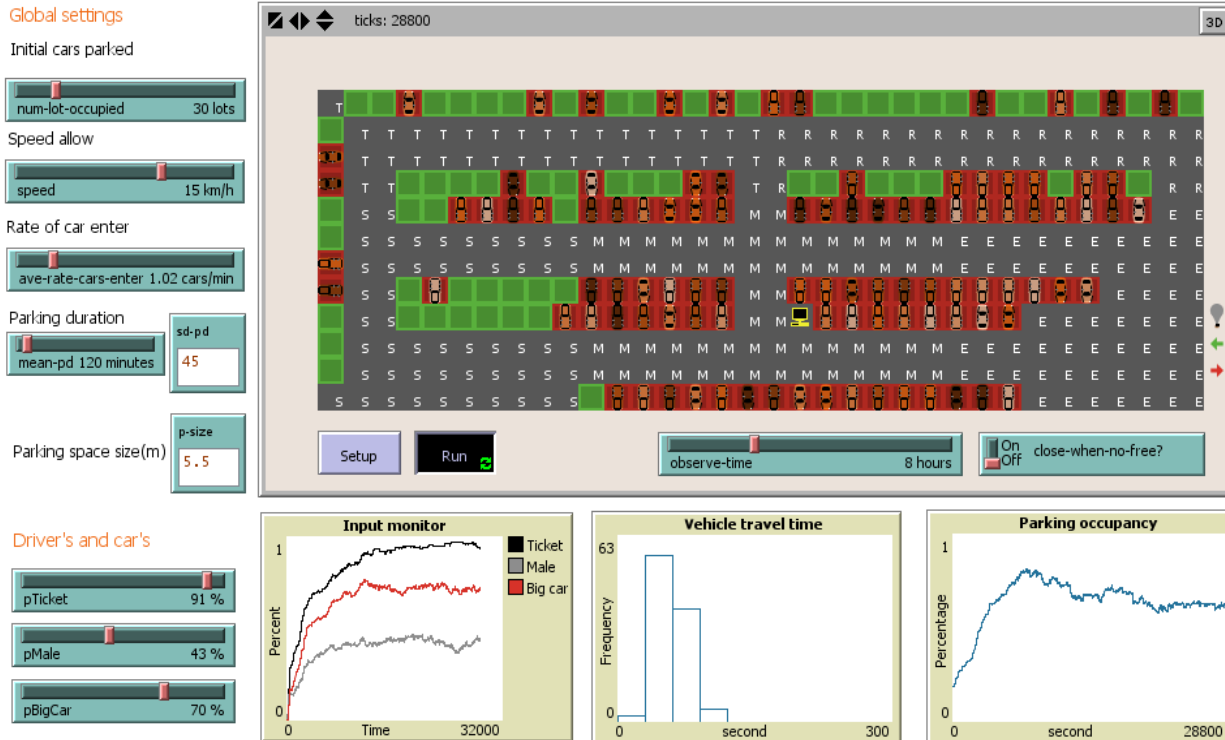 Global settings
Initial cars parked
num-lot-occupied 30 lots
Speed allow
speed 15 km/h
Rate of car enter
ave-rate-cars-enter 1.02 cars/min
Parking duration
mean-pd 120 minutes
sd-pd
45
Parking space size(m)
p-size
5.5
Driver's and car's
pTicket 91 %
pMale 43 %
pBigCar 70 %
ticks: 28800
3D
T
T T T T T T T T T T T T T T T T R R R R R R R R R R R R R R R R R
T T T T T T T T T T T T T T T T R R R R R R R R R R R R R R R R R
T T T R R R
S S M M E E
S S S S S S S S S M M M M M M M M M M M M M M E E E E E E E E E E
S S S S S S S S S M M M M M M M M M M M M M M E E E E E E E E E E
S S M M E E E E
S S M M E E E E E E E
S S S S S S S S S M M M M M M M M M M M M M M E E E E E E E E E E
S S S S S S S S S M M M M M M M M M M M M M M E E E E E E E E E E
S S S S S S S S S S E E E E E E E
Setup
Run
observe-time 8 hours
On
Off
close-when-no-free?
Input monitor
1
Percent
0
0 Time 32000
Ticket
Male
Big car
Vehicle travel time
63
Frequency
0
0 second 300
Parking occupancy
1
Percentage
0
0 second 28800